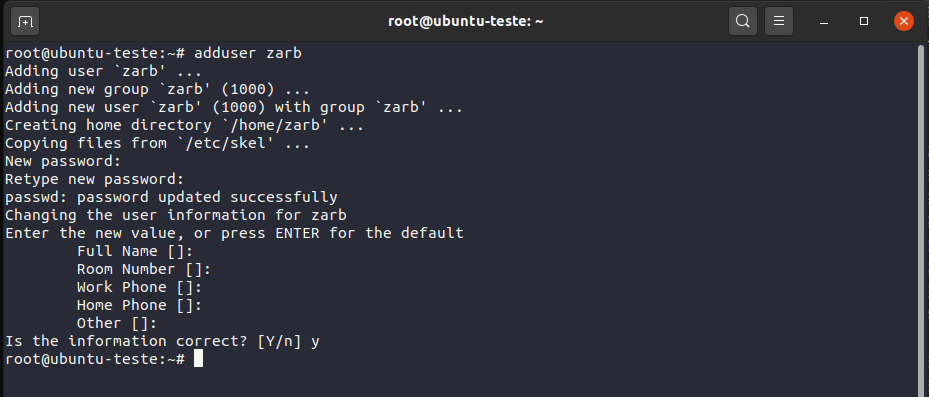 root@ubuntu-teste: ~
root@ubuntu-teste:~# adduser zarb
Adding user `zarb' ...
Adding new group `zarb' (1000) ...
Adding new user `zarb' (1000) with group `zarb' ...
Creating home directory `/home/zarb' ...
Copying files from `/etc/skel' ...
New password:
Retype new password:
passwd: password updated successfully
Changing the user information for zarb
Enter the new value, or press ENTER for the default
        Full Name []:
        Room Number []:
        Work Phone []:
        Home Phone []:
        Other []:
Is the information correct? [Y/n] y
root@ubuntu-teste:~#